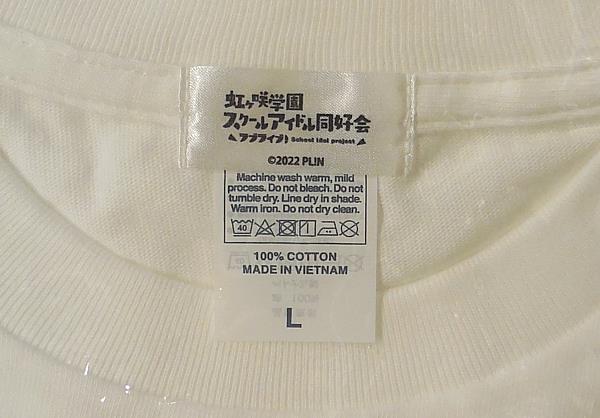 虹ヶ咲学園
スクールアイドル同好会
ラブライブ! School idol project
©2022 PLIN
Machine wash warm, mild
process. Do not bleach. Do not
tumble dry. Line dry in shade.
Warm iron. Do not dry clean.
40
100% COTTON
MADE IN VIETNAM
L